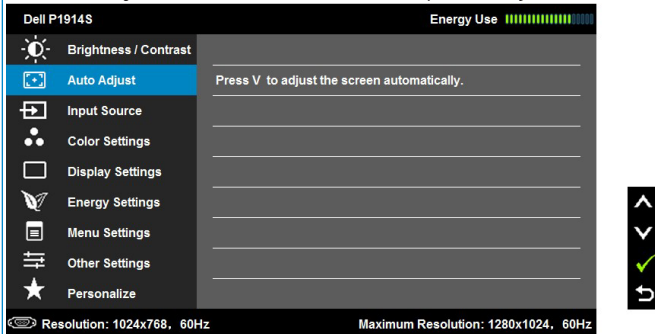 Dell P1914S Energy Use
Brightness / Contrast
Auto Adjust Press V to adjust the screen automatically.
Input Source
Color Settings
Display Settings
Energy Settings
Menu Settings
Other Settings
Personalize
Resolution: 1024x768, 60Hz Maximum Resolution: 1280x1024, 60Hz